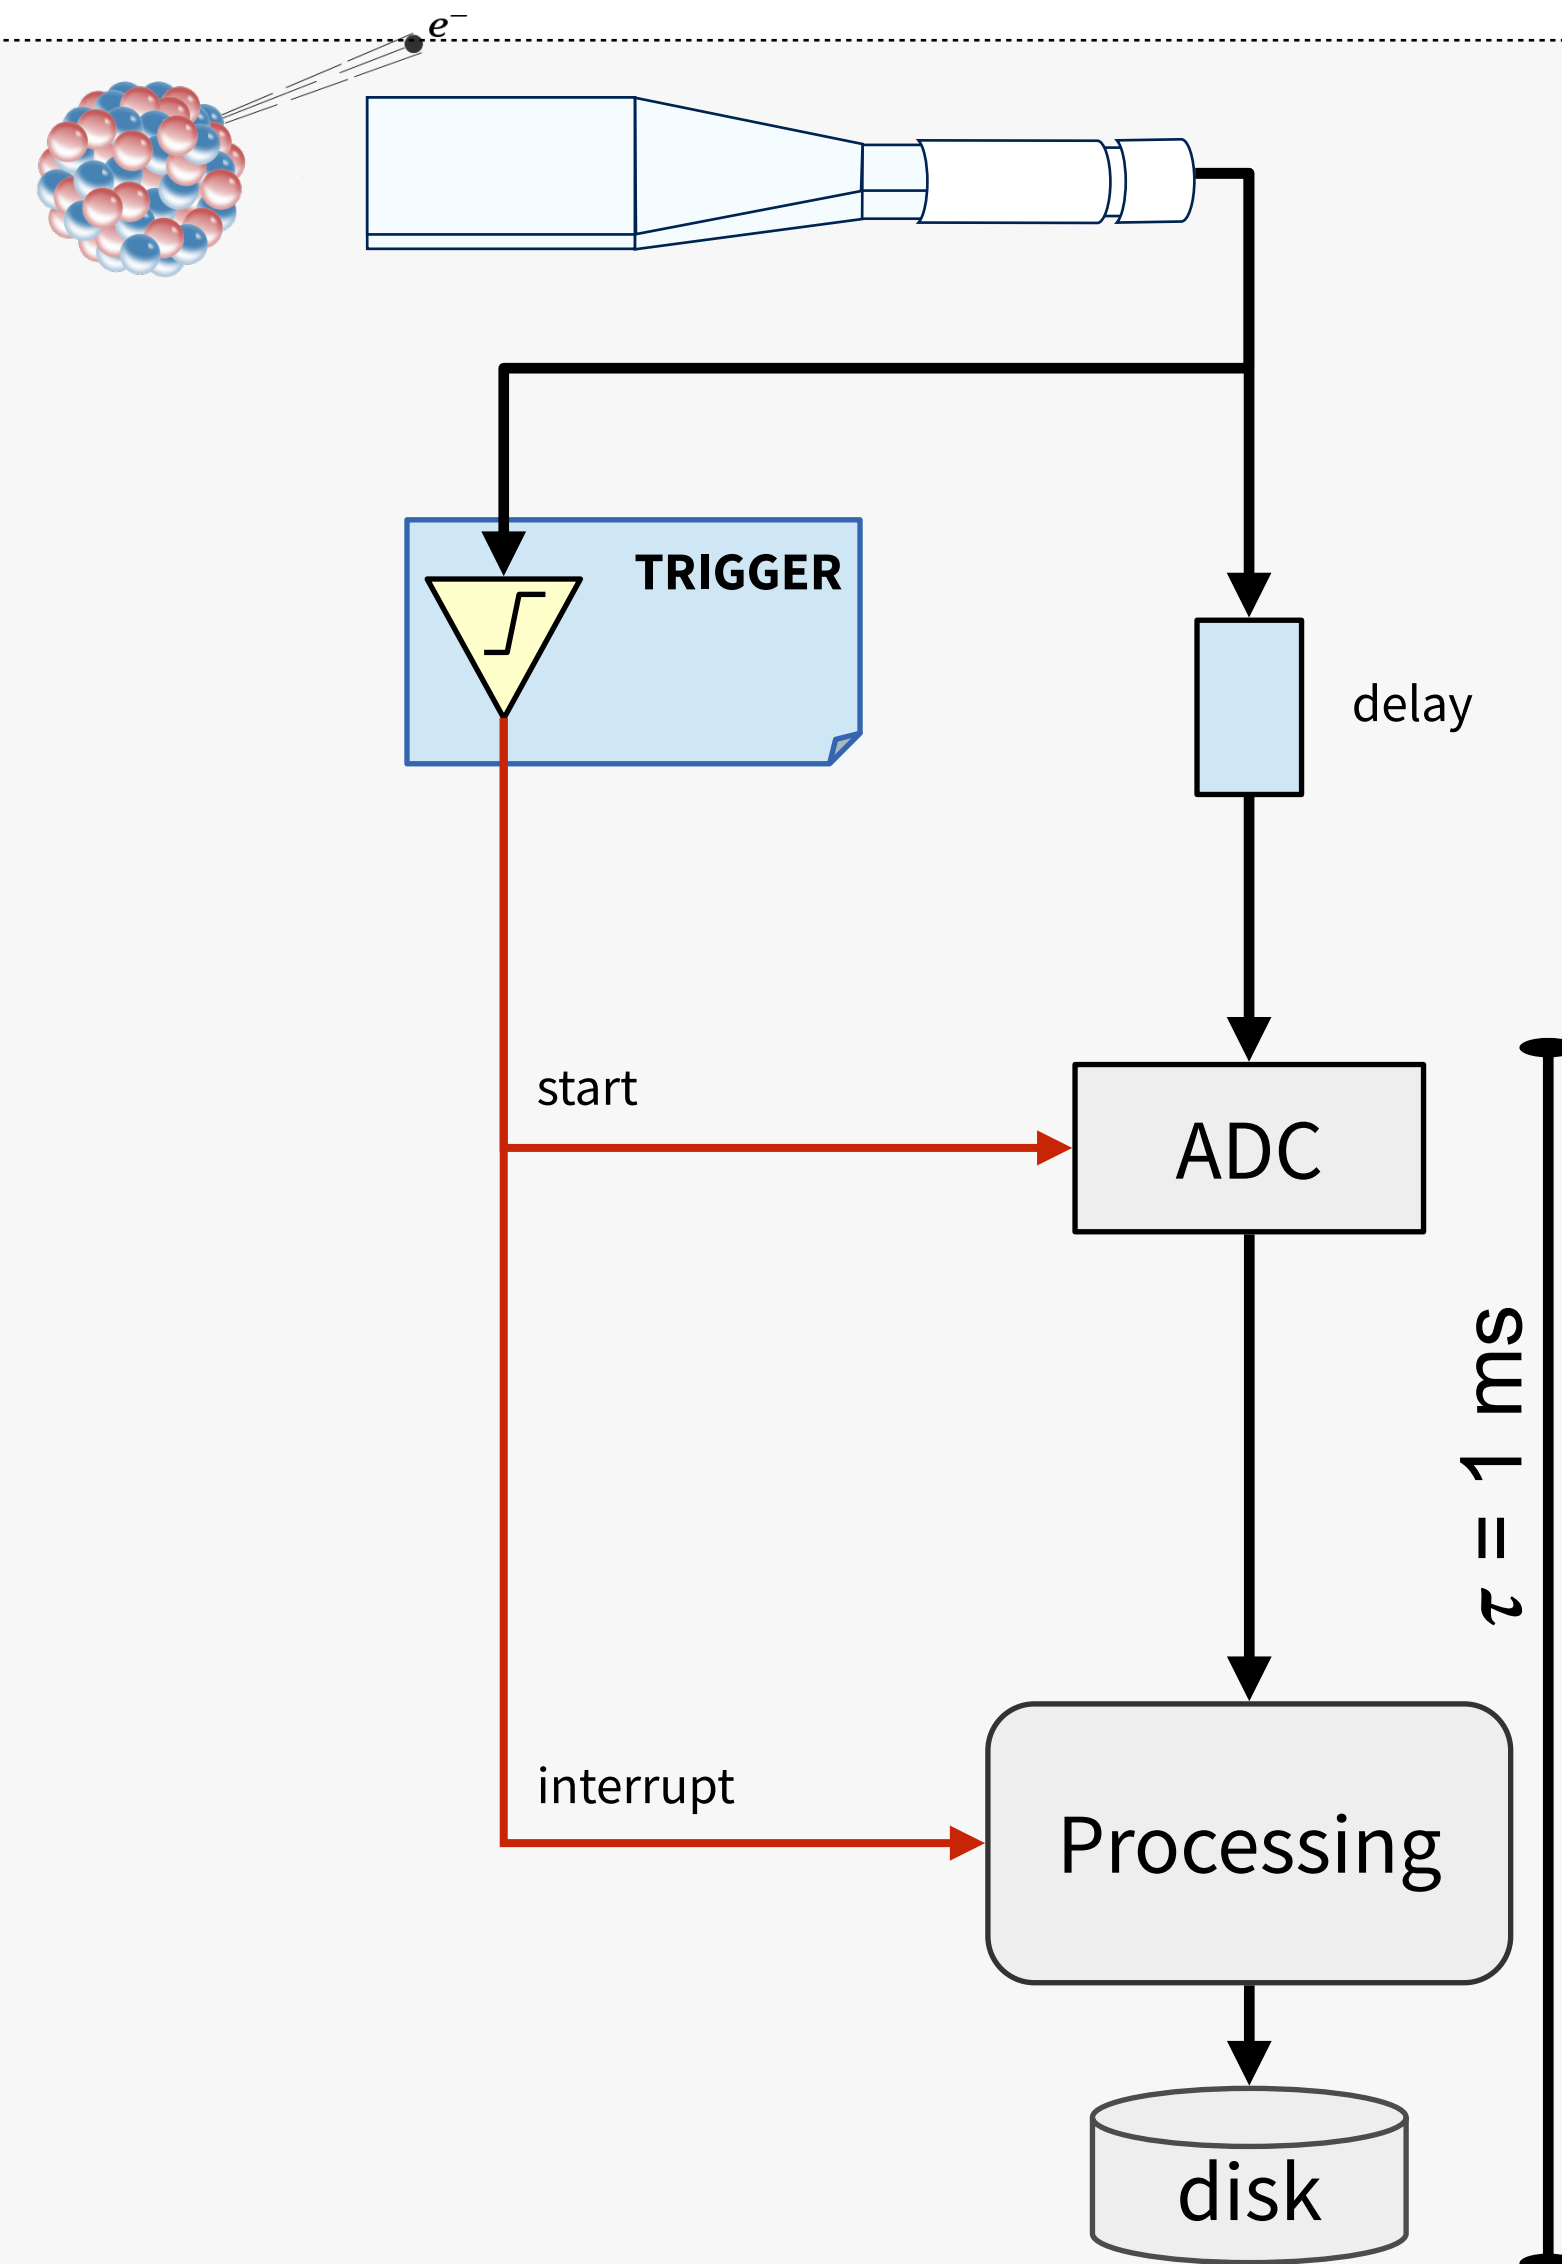 e⁻
TRIGGER
delay
start
ADC
τ = 1 ms
interrupt
Processing
disk